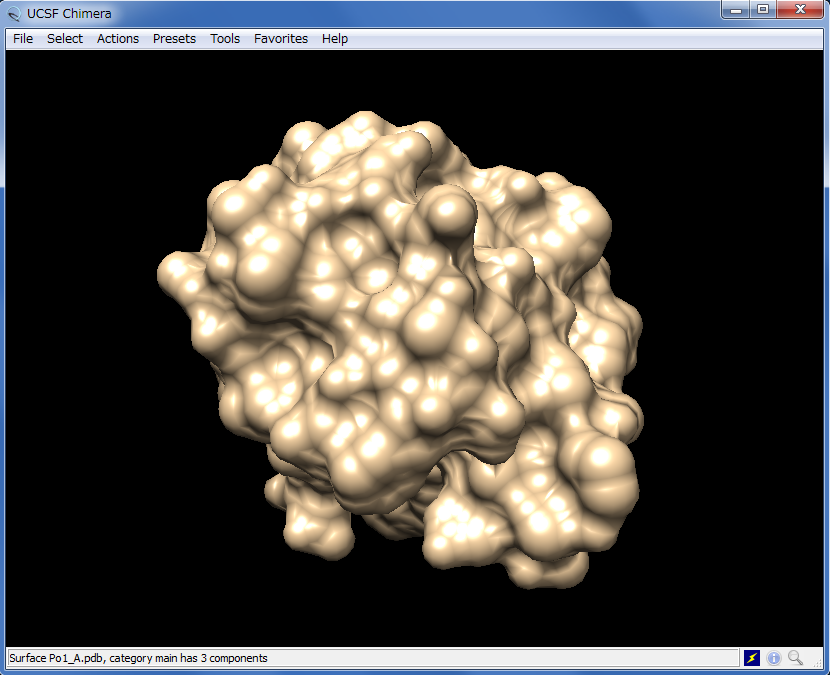 UCSF Chimera
File Select Actions Presets Tools Favorites Help
Surface Po1_A.pdb, category main has 3 components